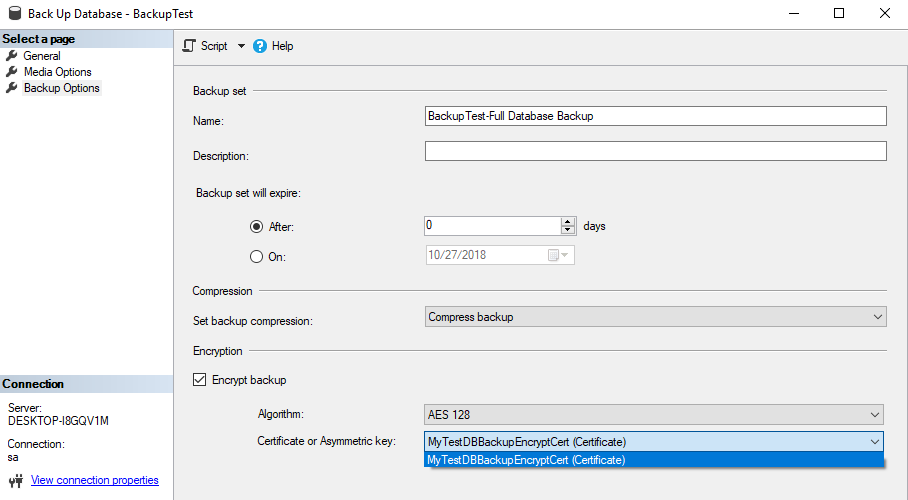 Back Up Database - BackupTest
Select a page
General
Media Options
Backup Options
Script
Help
Backup set
Name:
BackupTest-Full Database Backup
Description:
Backup set will expire:
After:
0
days
On:
10/27/2018
Compression
Set backup compression:
Compress backup
Encryption
Encrypt backup
Algorithm:
AES 128
Certificate or Asymmetric key:
MyTestDBBackupEncryptCert (Certificate)
MyTestDBBackupEncryptCert (Certificate)
Connection
Server:
DESKTOP-I8GQV1M
Connection:
sa
View connection properties